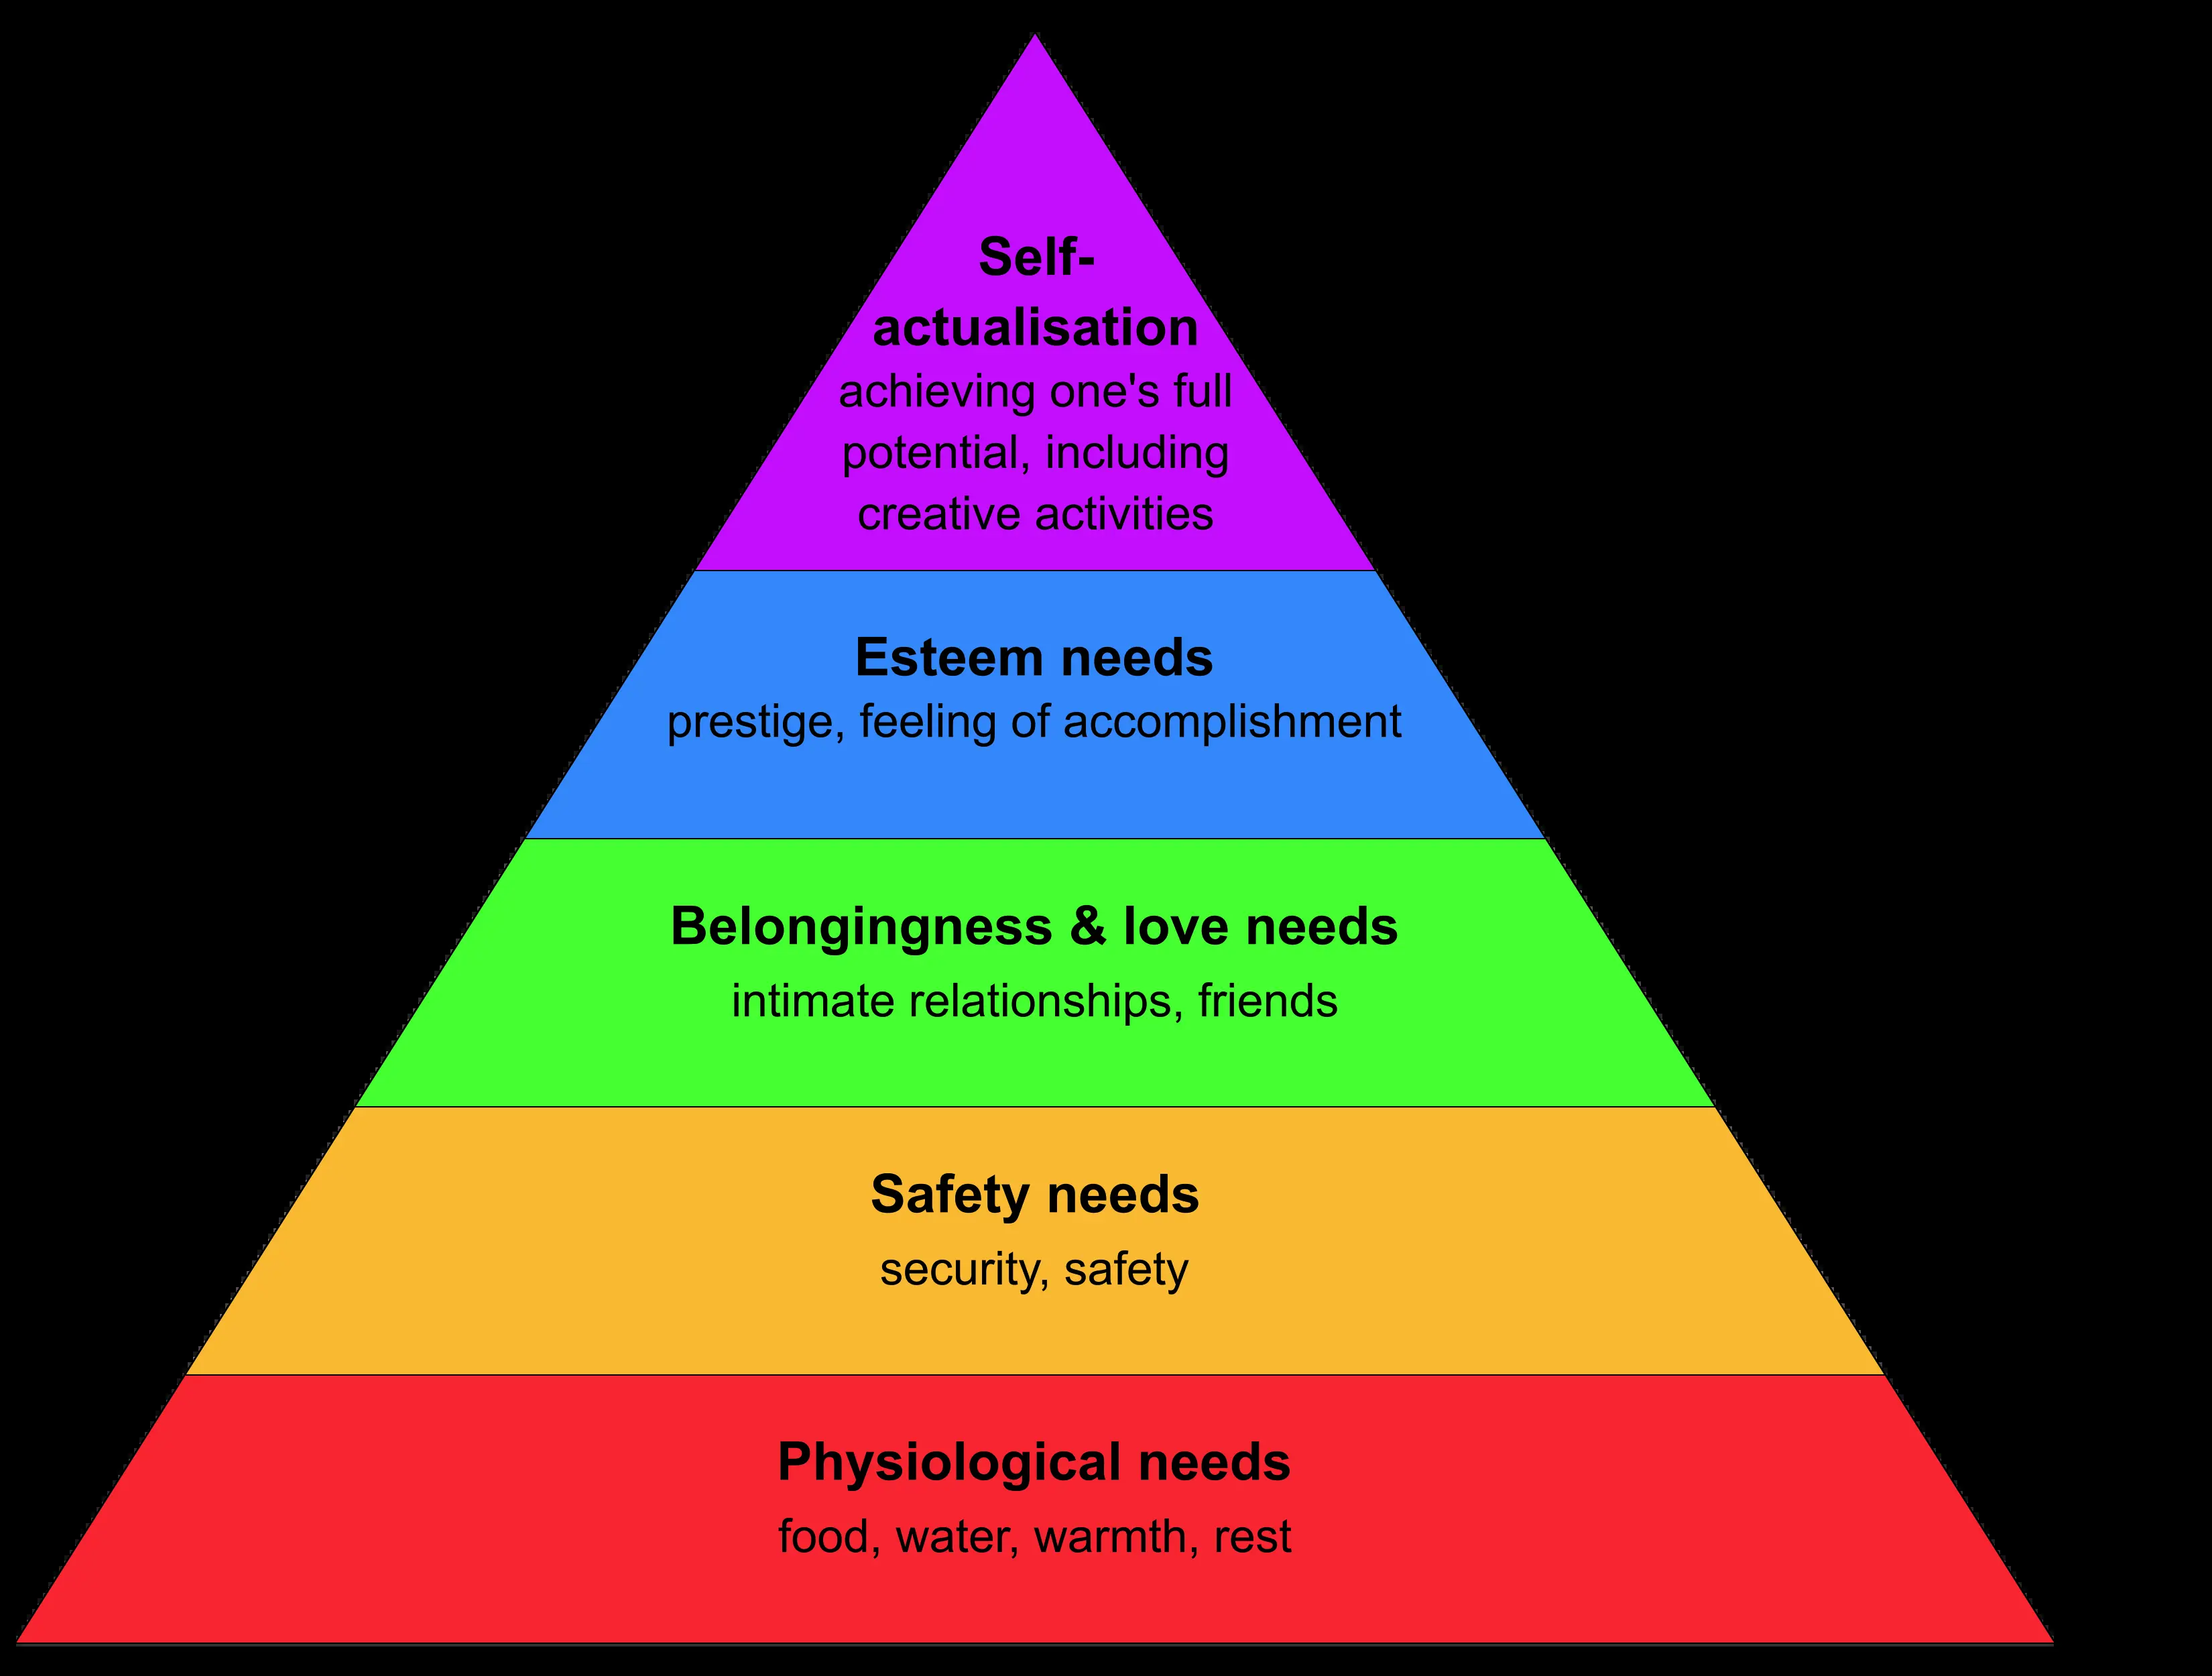 Self-
actualisation
achieving one's full
potential, including
creative activities
Esteem needs
prestige, feeling of accomplishment
Belongingness & love needs
intimate relationships, friends
Safety needs
security, safety
Physiological needs
food, water, warmth, rest